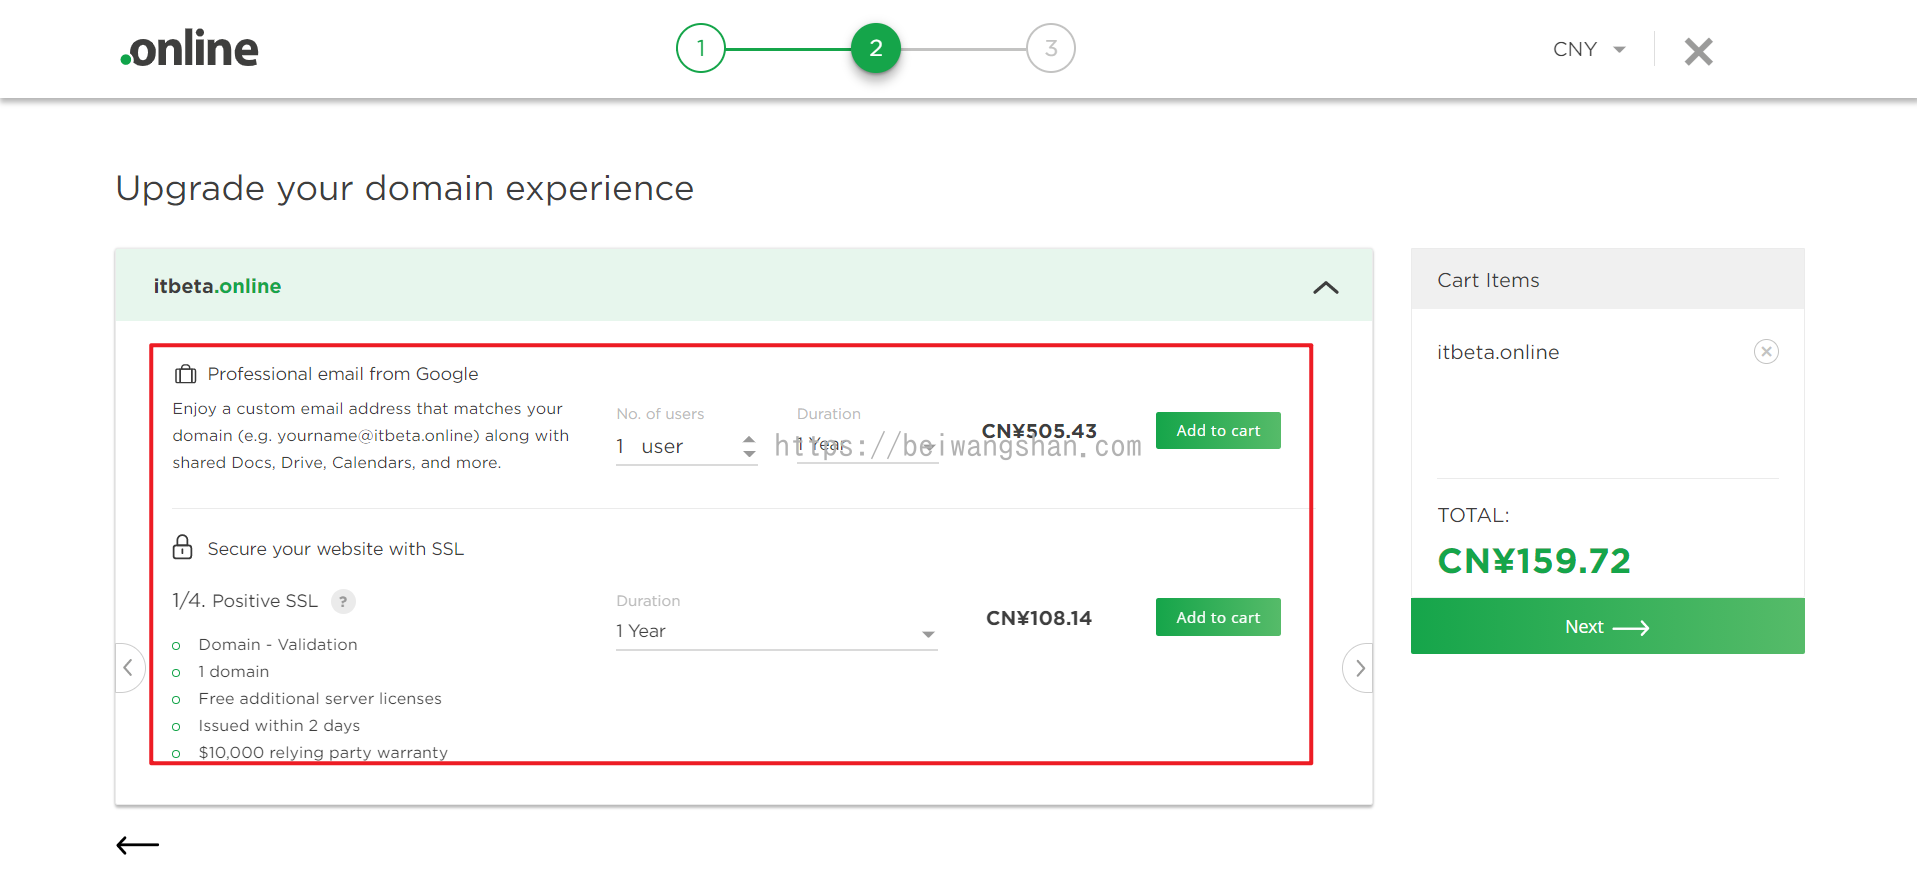 .online
1
2
3
CNY
Upgrade your domain experience
itbeta.online
Professional email from Google
Enjoy a custom email address that matches your
domain (e.g. yourname@itbeta.online) along with
shared Docs, Drive, Calendars, and more.
No. of users
1 user
Duration
1 Year
CN¥505.43
Add to cart
https://beiwangshan.com
Secure your website with SSL
1/4. Positive SSL ?
Domain - Validation
1 domain
Free additional server licenses
Issued within 2 days
$10,000 relying party warranty
Duration
1 Year
CN¥108.14
Add to cart
Cart Items
itbeta.online
TOTAL:
CN¥159.72
Next